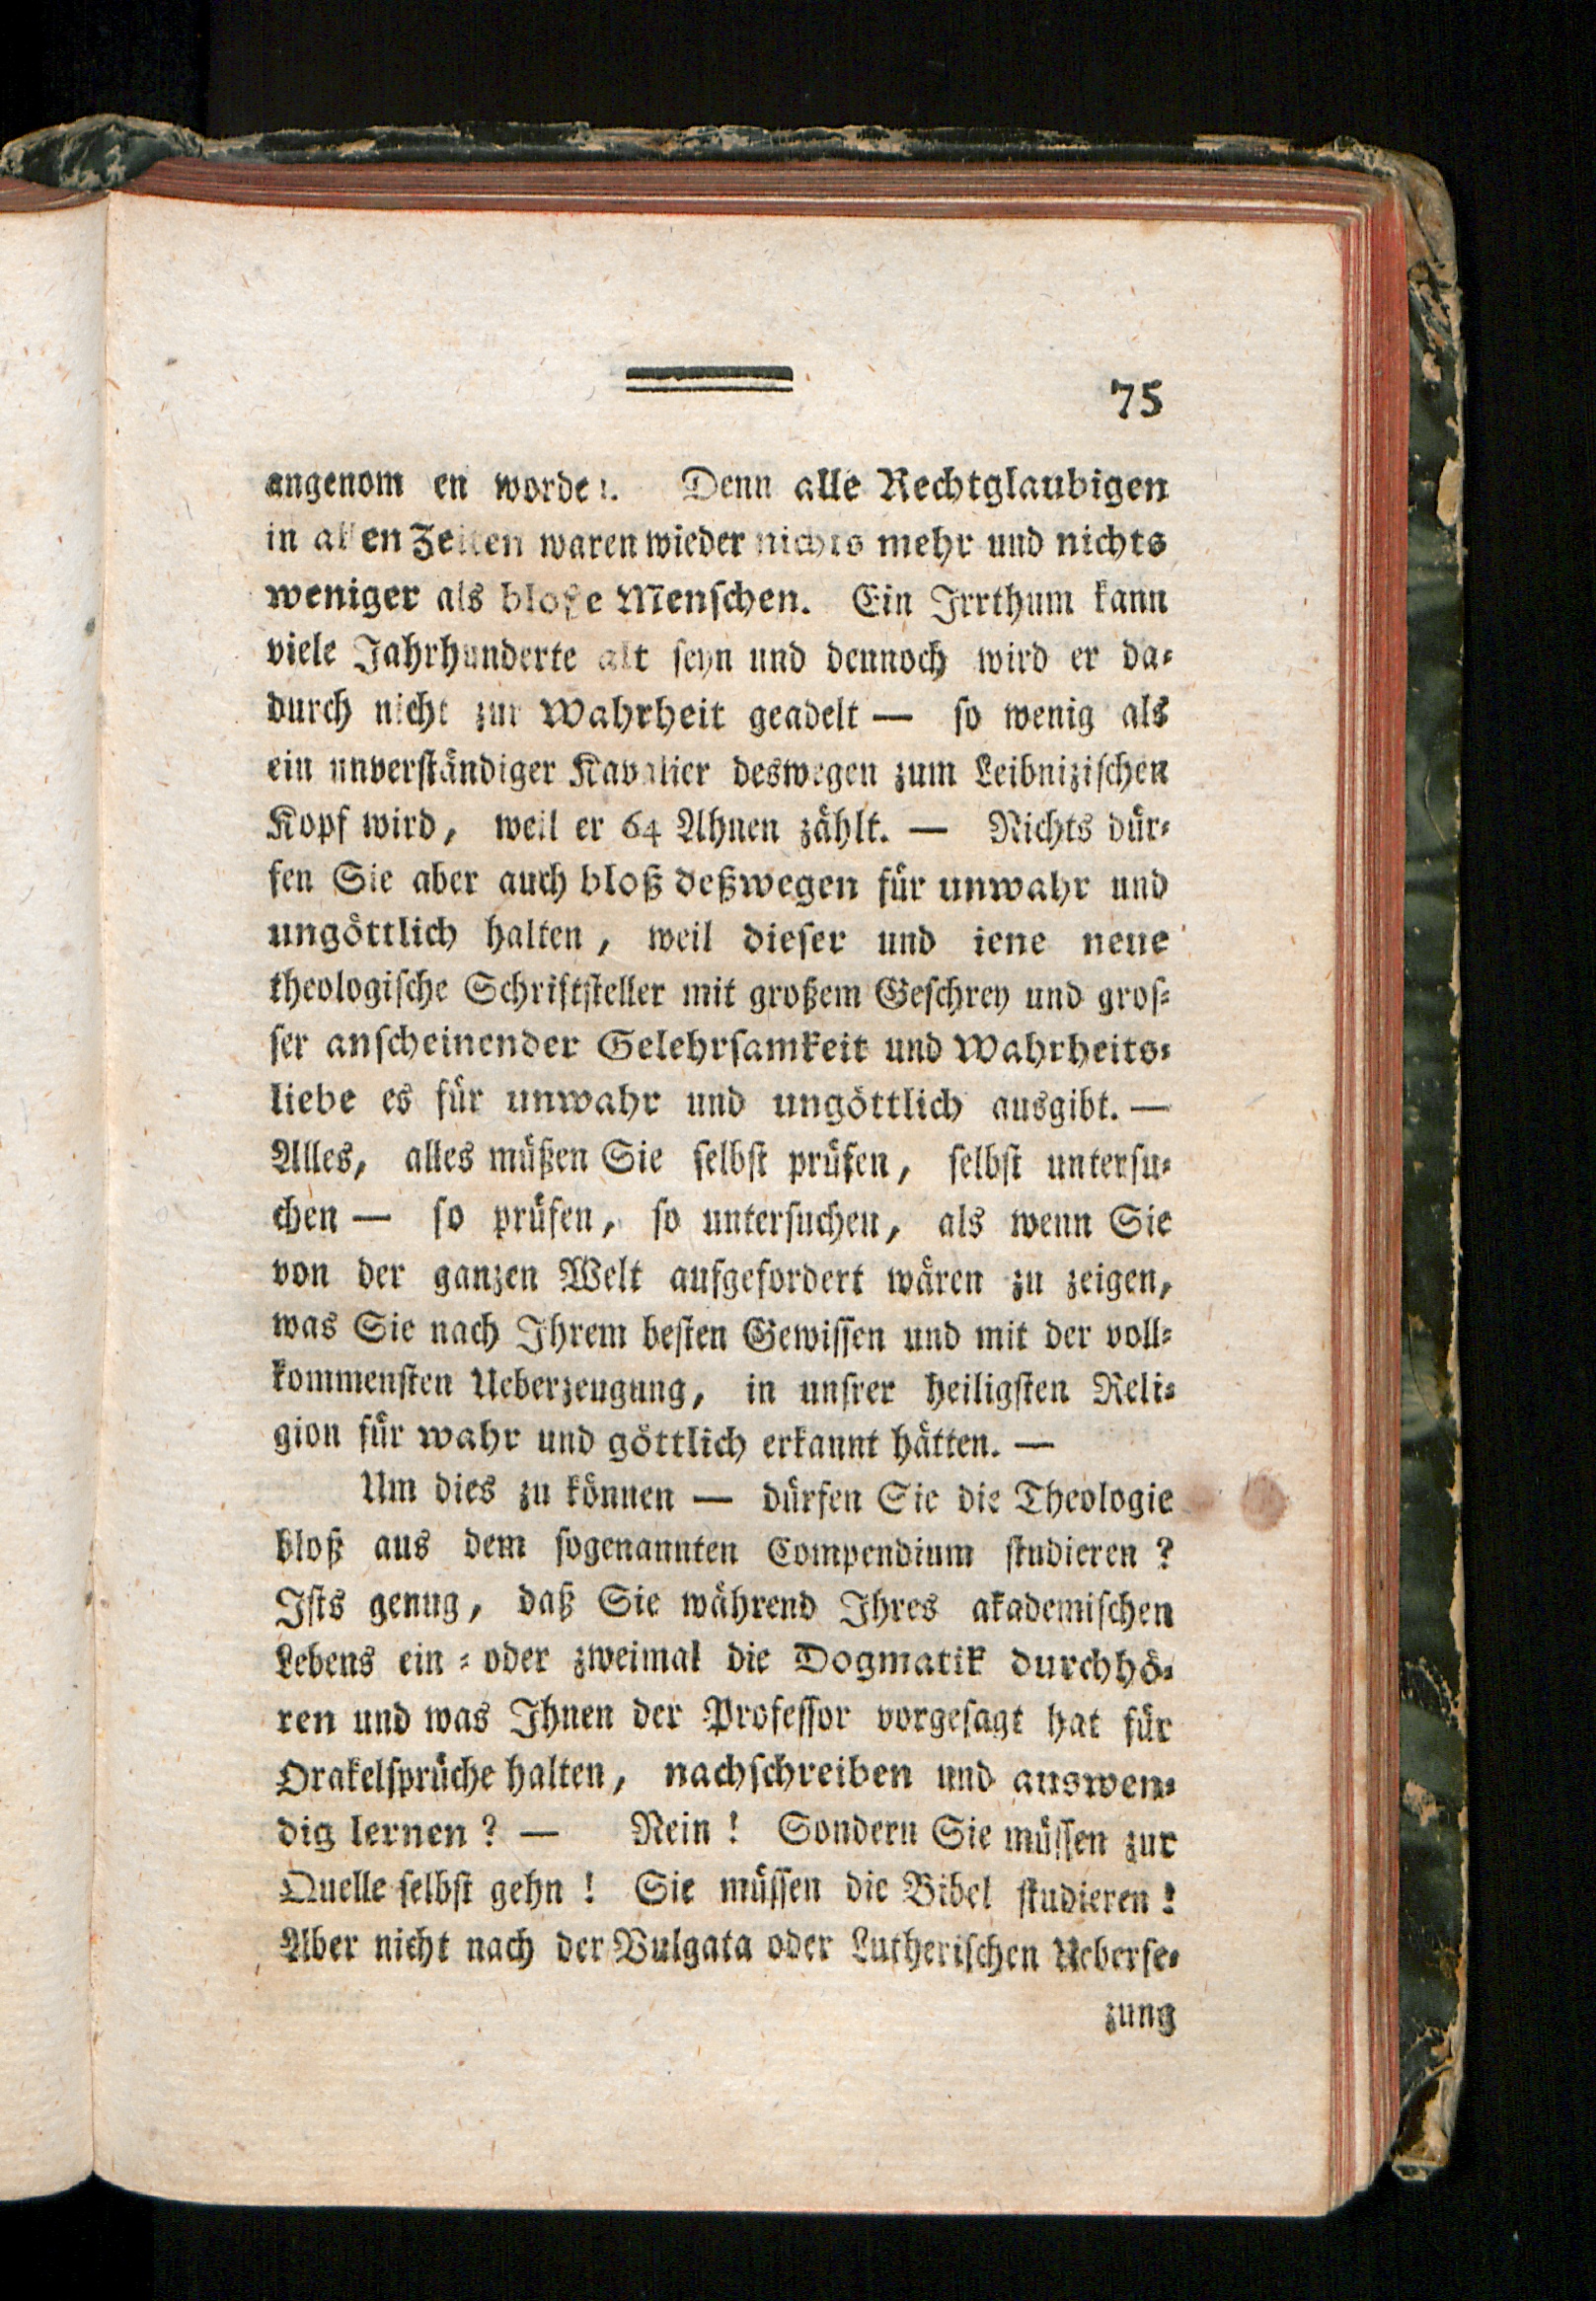 75
angenommen worden. Denn alle Rechtglaubigen
in allen Zeiten waren wieder nichts mehr und nichts
weniger als bloße Menschen. Ein Irrthum kann
viele Jahrhunderte alt seyn und dennoch wird er da-
durch nicht zur Wahrheit geadelt — so wenig als
ein unverständiger Kavalier deswegen zum Leibnizischen
Kopf wird, weil er 64 Ahnen zählt. — Nichts dür-
fen Sie aber auch bloß deßwegen für unwahr und
ungöttlich halten, weil dieser und iene neue
theologische Schriftsteller mit großem Geschrey und gros-
ser anscheinender Gelehrsamkeit und Wahrheits-
liebe es für unwahr und ungöttlich ausgibt. —
Alles, alles müßen Sie selbst prüfen, selbst untersu-
chen — so prüfen, so untersuchen, als wenn Sie
von der ganzen Welt aufgefordert wären zu zeigen,
was Sie nach Ihrem besten Gewissen und mit der voll-
kommensten Ueberzeugung, in unsrer heiligsten Reli-
gion für wahr und göttlich erkannt hätten. —
Um dies zu können — dürfen Sie die Theologie
bloß aus dem sogenannten Compendium studieren?
Ists genug, daß Sie während Ihres akademischen
Lebens ein- oder zweimal die Dogmatik durchhö-
ren und was Ihnen der Professor vorgesagt hat für
Orakelsprüche halten, nachschreiben und auswen-
dig lernen? — Nein! Sondern Sie müssen zur
Quelle selbst gehn! Sie müssen die Bibel studieren!
Aber nicht nach der Vulgata oder Lutherischen Ueberse-
zung